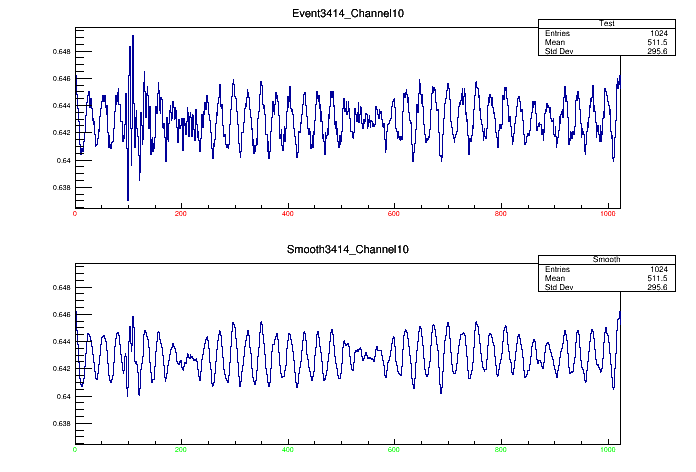 Event3414_Channel10
Test
Entries 1024
Mean 511.5
Std Dev 295.6
0.648
0.646
0.644
0.642
0.64
0.638
0 200 400 600 800 1000
Smooth3414_Channel10
Smooth
Entries 1024
Mean 511.5
Std Dev 295.6
0.648
0.646
0.644
0.642
0.64
0.638
0 200 400 600 800 1000